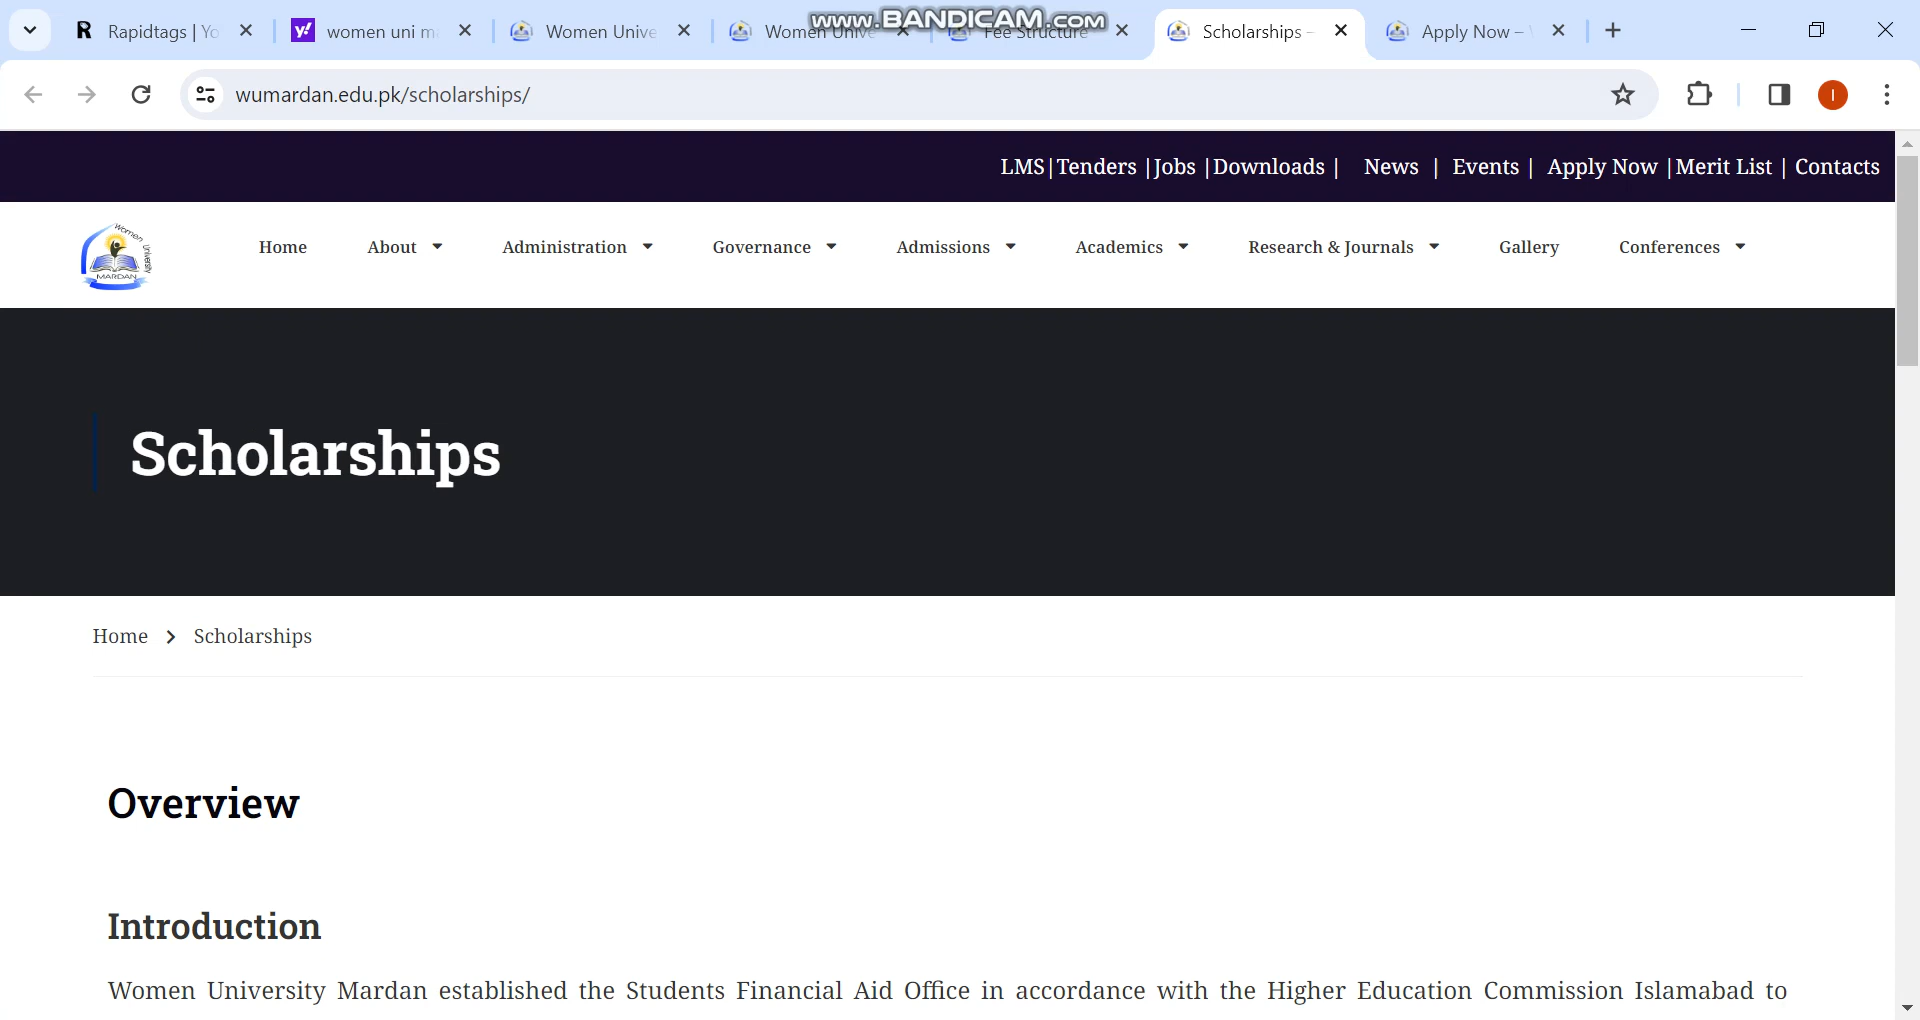 www.BANDICAM.com
Rapidtags | Yo
women uni m
Women Unive
Women Unive
Fee Structure
Scholarships –
Apply Now –
wumardan.edu.pk/scholarships/
I
LMS|Tenders |Jobs |Downloads | News | Events | Apply Now |Merit List | Contacts
Women University
MARDAN
Home About Administration Governance Admissions Academics Research & Journals Gallery Conferences
Scholarships
Home > Scholarships
Overview
Introduction
Women University Mardan established the Students Financial Aid Office in accordance with the Higher Education Commission Islamabad to